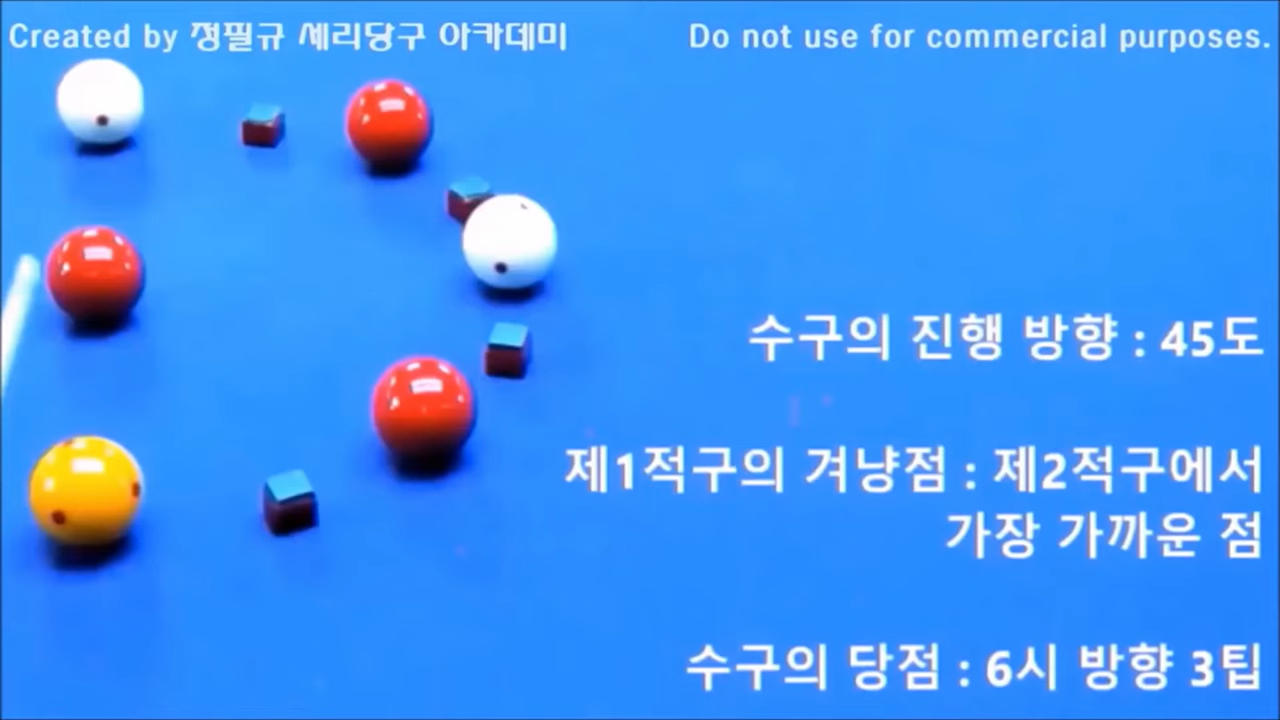 Created by 정필규 세리당구 아카데미
Do not use for commercial purposes.
수구의 진행 방향 : 45도
제1적구의 겨냥점 : 제2적구에서
가장 가까운 점
수구의 당점 : 6시 방향 3팁